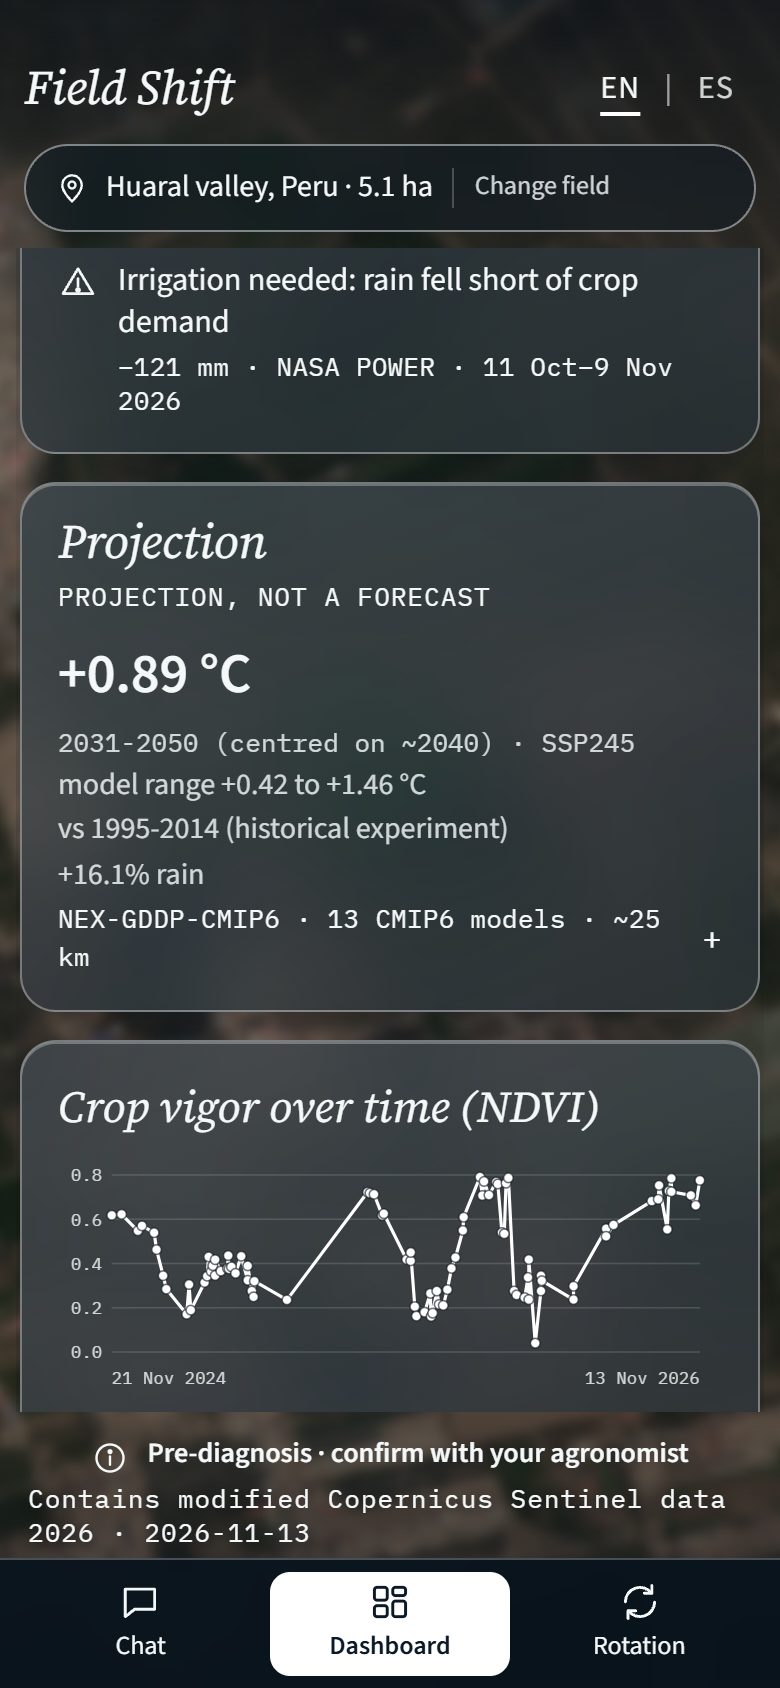 Field Shift
EN | ES
Huaral valley, Peru · 5.1 ha | Change field
Irrigation needed: rain fell short of crop
demand
−121 mm · NASA POWER · 11 Oct–9 Nov
2026
Projection
PROJECTION, NOT A FORECAST
+0.89 °C
2031-2050 (centred on ~2040) · SSP245
model range +0.42 to +1.46 °C
vs 1995-2014 (historical experiment)
+16.1% rain
NEX-GDDP-CMIP6 · 13 CMIP6 models · ~25
km
+
Crop vigor over time (NDVI)
0.8
0.6
0.4
0.2
0.0
21 Nov 2024
13 Nov 2026
Pre-diagnosis · confirm with your agronomist
Contains modified Copernicus Sentinel data
2026 · 2026-11-13
Chat
Dashboard
Rotation